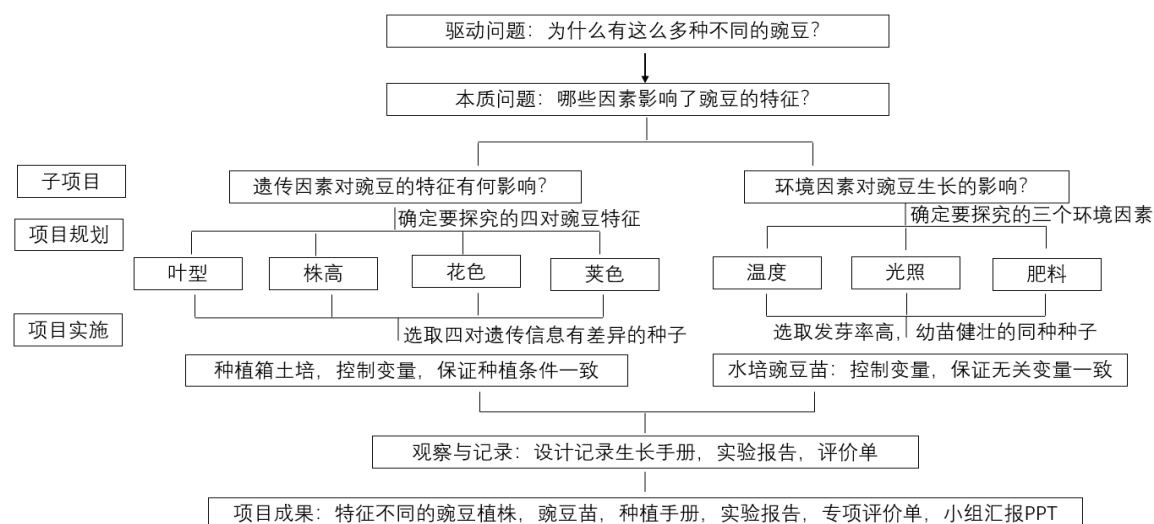 驱动问题：为什么有这么多种不同的豌豆？
本质问题：哪些因素影响了豌豆的特征？
子项目
遗传因素对豌豆的特征有何影响？
环境因素对豌豆生长的影响？
项目规划
确定要探究的四对豌豆特征
确定要探究的三个环境因素
叶型
株高
花色
荚色
温度
光照
肥料
项目实施
选取四对遗传信息有差异的种子
选取发芽率高，幼苗健壮的同种种子
种植箱土培，控制变量，保证种植条件一致
水培豌豆苗：控制变量，保证无关变量一致
观察与记录：设计记录生长手册，实验报告，评价单
项目成果：特征不同的豌豆植株，豌豆苗，种植手册，实验报告，专项评价单，小组汇报PPT